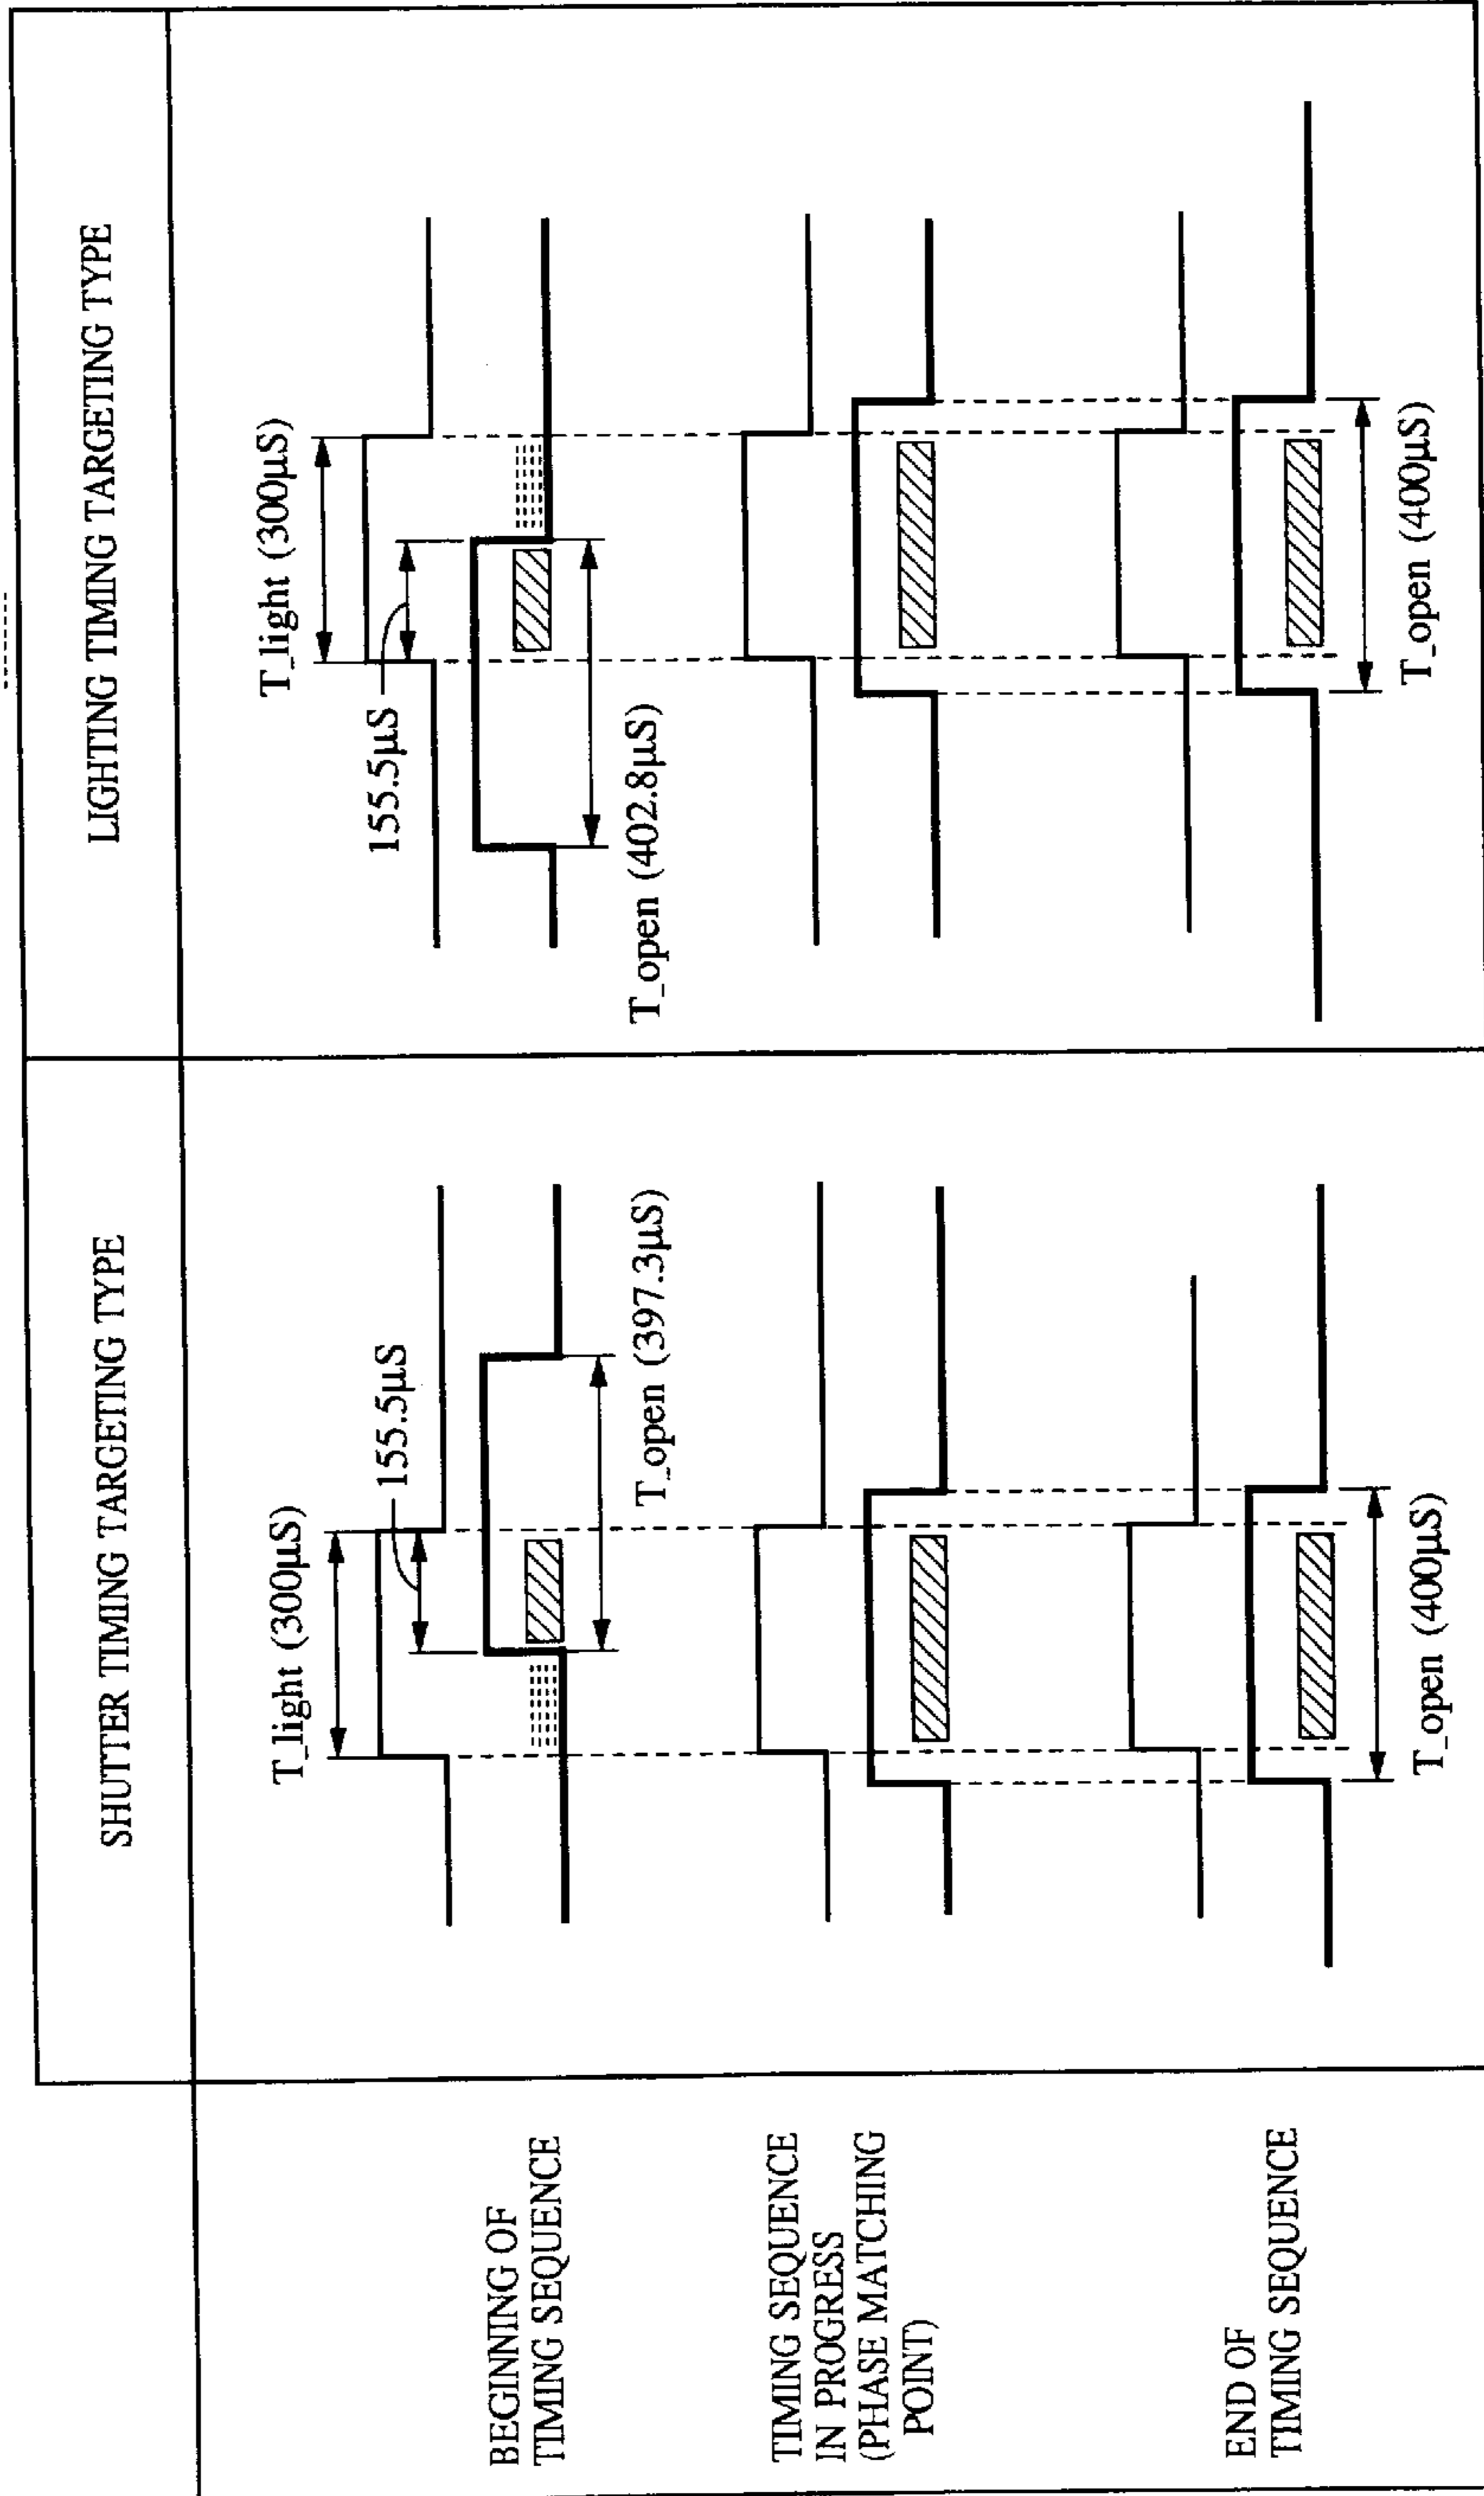 SHUTTER TIMING TARGETING TYPE
LIGHTING TIMING TARGETING TYPE
BEGINNING OF
TIMING SEQUENCE
T_light (300µS)
155.5µS
T_open (397.3µS)
T_light (300µS)
155.5µS
T_open (402.8µS)
TIMING SEQUENCE
IN PROGRESS
(PHASE MATCHING
POINT)
END OF
TIMING SEQUENCE
T_open (400µS)
T_open (400µS)